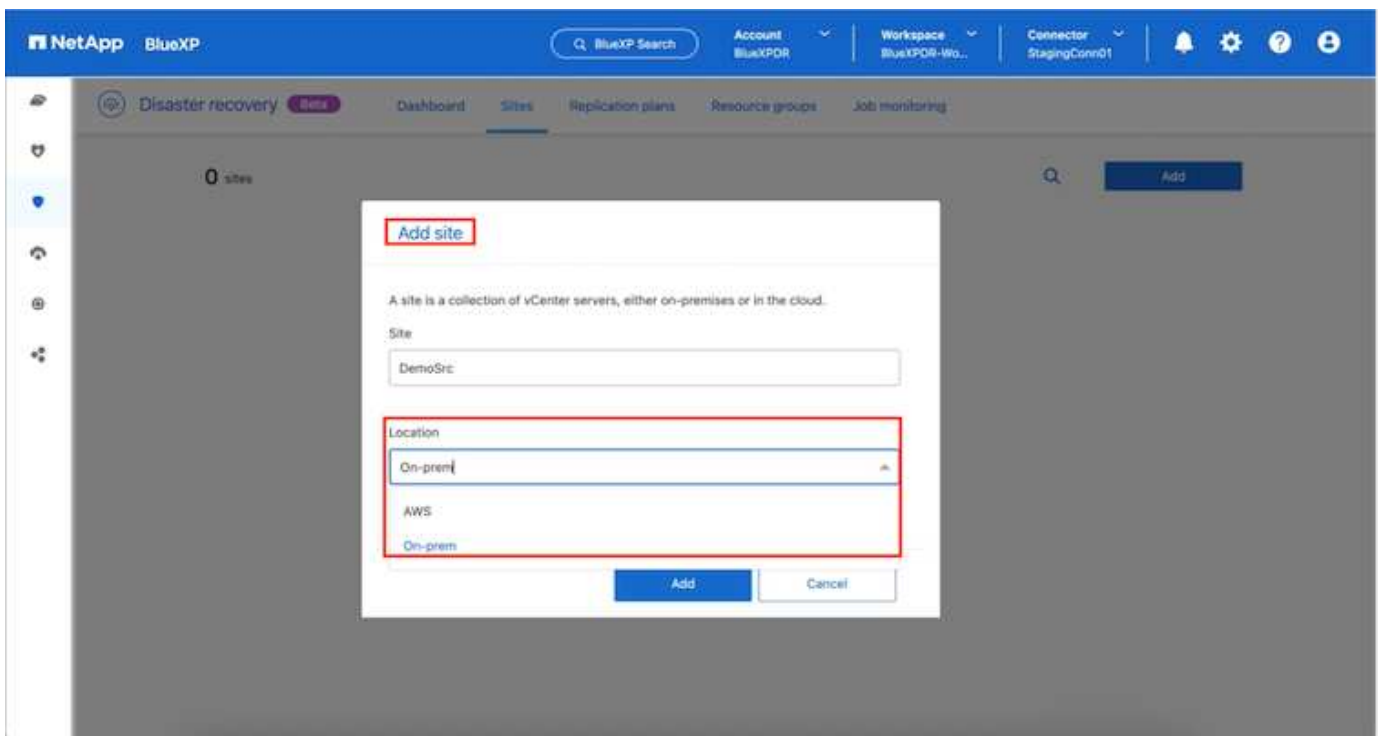 NetApp BlueXP BlueXP Search Account Workspace Connector
BlueXPDR BlueXPDR-Wo... StagingConn01
Disaster recovery Beta Dashboard Sites Replication plans Resource groups Job monitoring
0 sites Add
Add site
A site is a collection of vCenter servers, either on-premises or in the cloud.
Site
DemoSrc
Location
On-prem
AWS
On-prem
Add Cancel